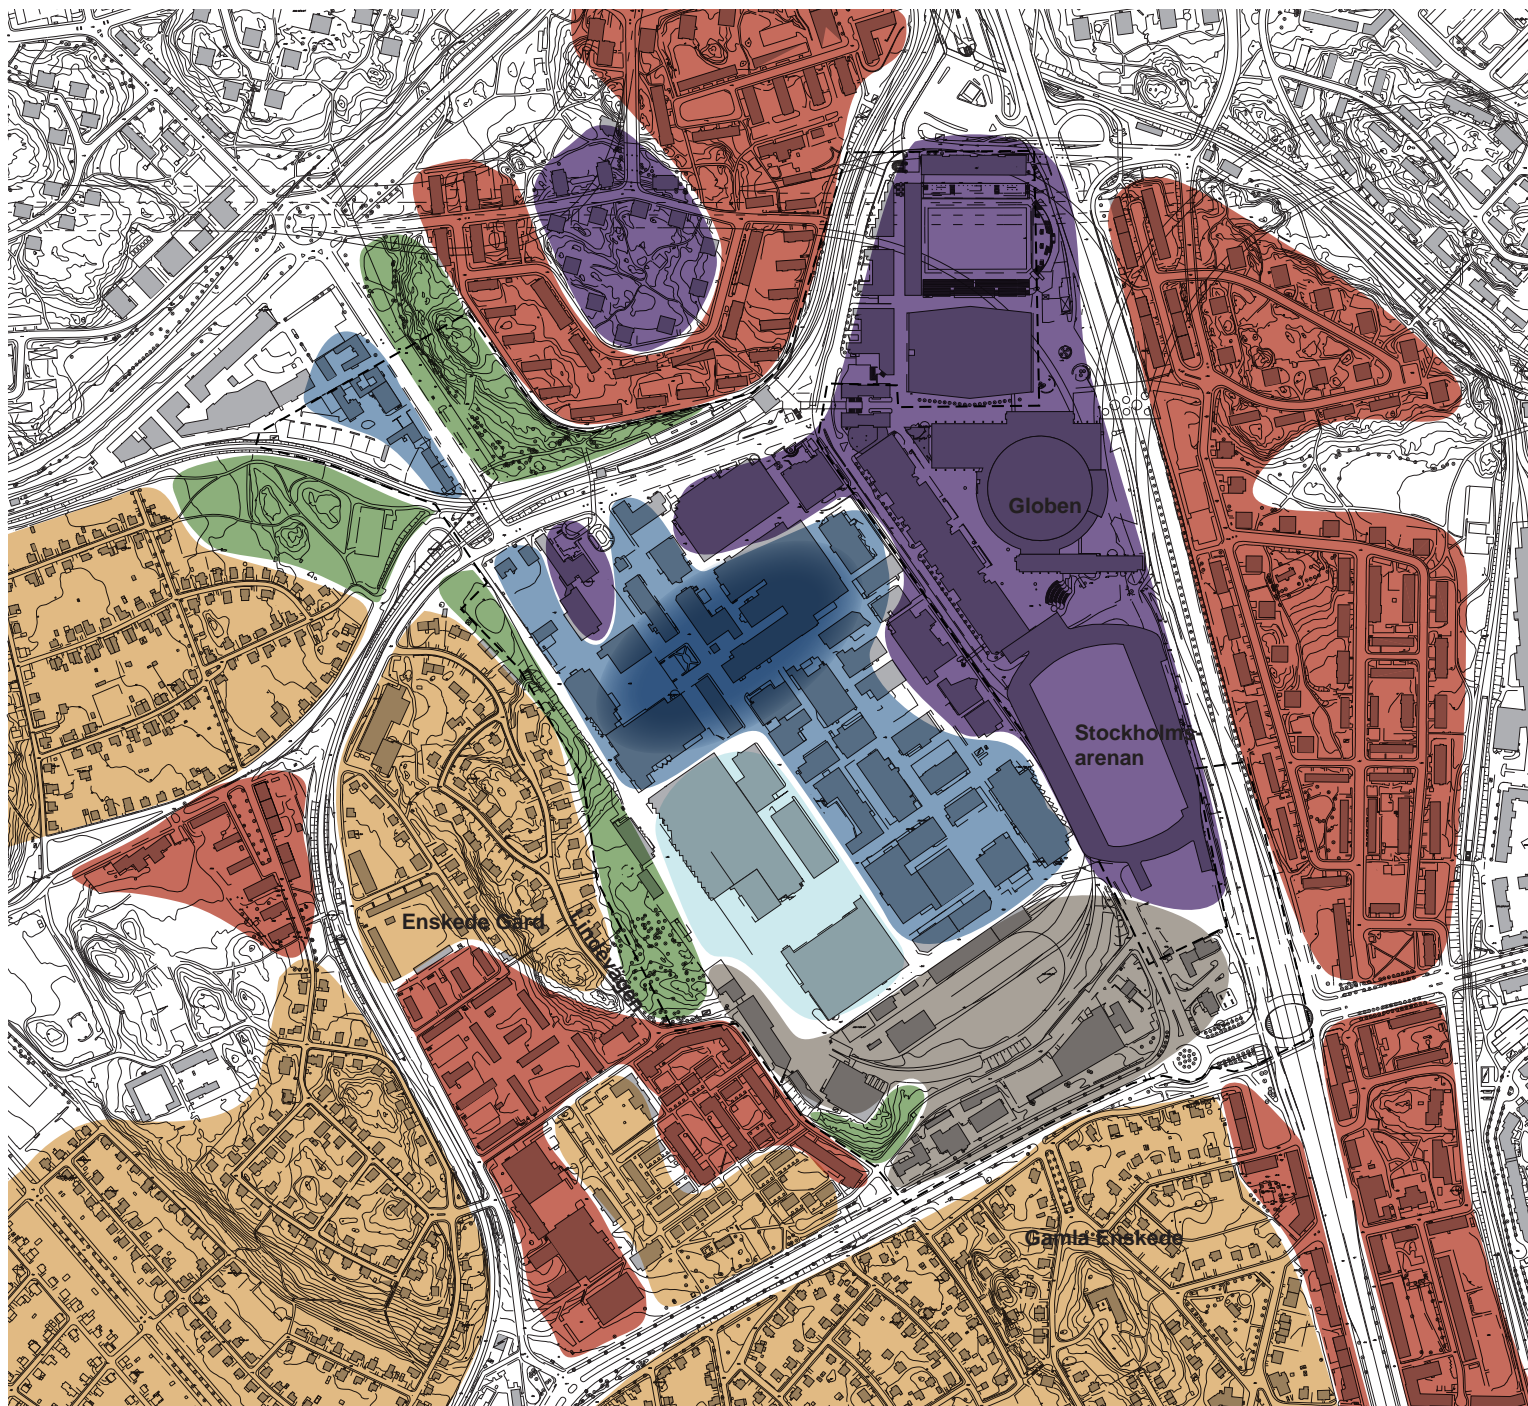 Globen
Stockholms-
arenan
Enskede Gård
Lindevägen
Gamla Enskede